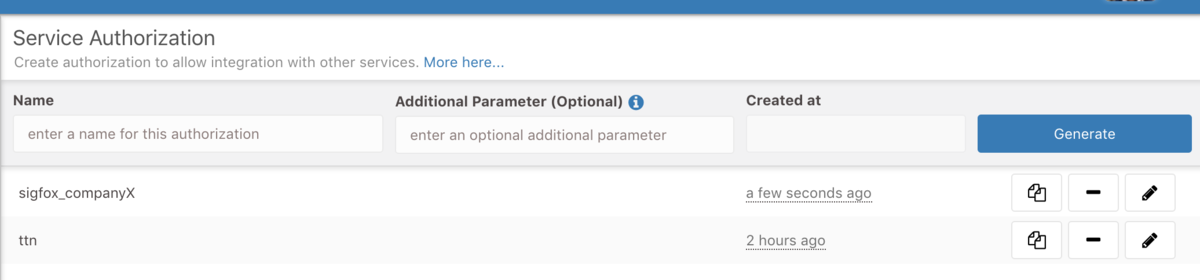 Service Authorization
Create authorization to allow integration with other services. More here...
Name Additional Parameter (Optional) Created at
enter a name for this authorization enter an optional additional parameter Generate
sigfox_companyX a few seconds ago
ttn 2 hours ago